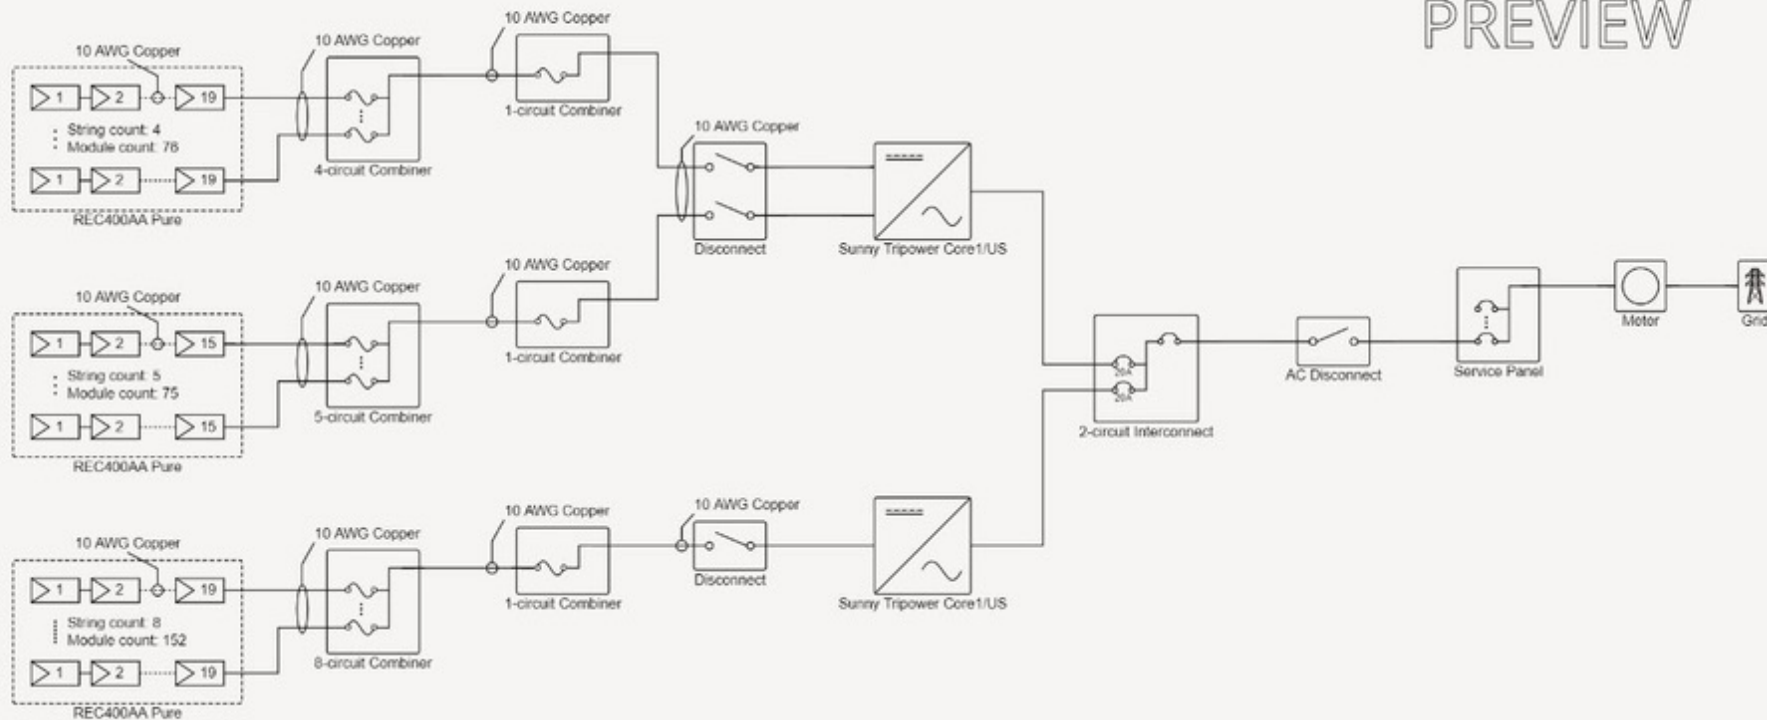 PREVIEW
10 AWG Copper
10 AWG Copper
10 AWG Copper
1 2 19
String count: 4
Module count: 76
1 2 19
REC400AA Pure
4-circuit Combiner
1-circuit Combiner
10 AWG Copper
Disconnect
Sunny Tripower Core1/US
10 AWG Copper
10 AWG Copper
10 AWG Copper
1 2 15
String count: 5
Module count: 75
1 2 15
REC400AA Pure
5-circuit Combiner
1-circuit Combiner
20A
20A
2-circuit Interconnect
AC Disconnect
Service Panel
Meter
Grid
10 AWG Copper
10 AWG Copper
10 AWG Copper
10 AWG Copper
1 2 19
String count: 8
Module count: 152
1 2 19
REC400AA Pure
8-circuit Combiner
1-circuit Combiner
Disconnect
Sunny Tripower Core1/US